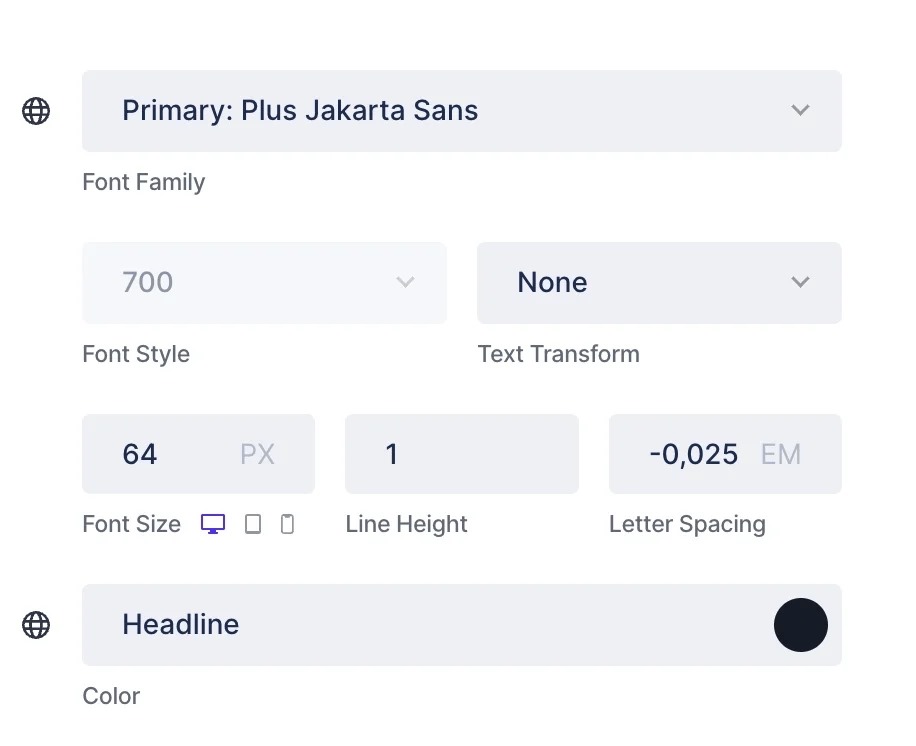 Primary: Plus Jakarta Sans
Font Family
700 None
Font Style Text Transform
64 PX 1 -0,025 EM
Font Size Line Height Letter Spacing
Headline
Color